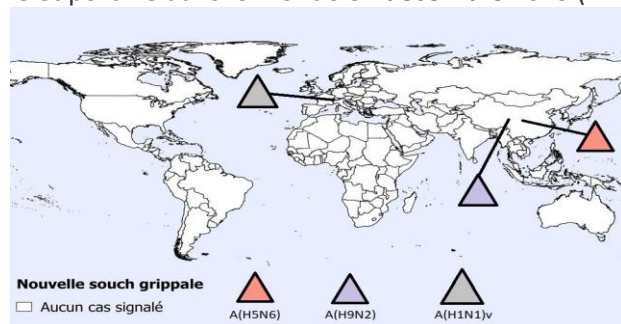 Nouvelle souch grippale
Aucun cas signalé
A(H5N6)
A(H9N2)
A(H1N1)v